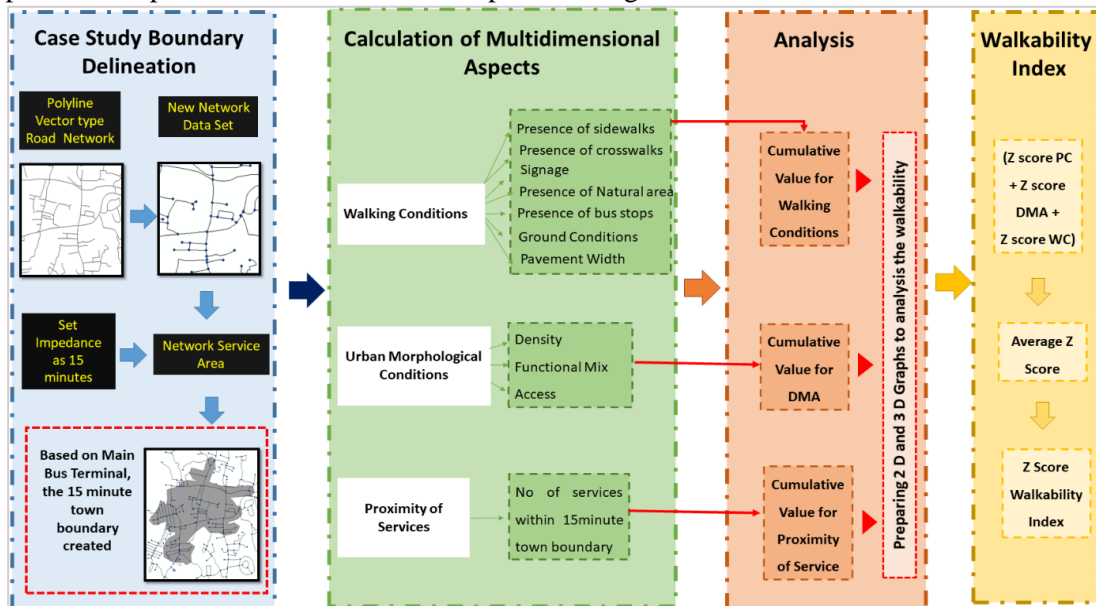 Case Study Boundary
Delineation
Polyline
Vector type
Road Network
New Network
Data Set
Set
Impedance
as 15
minutes
Network Service
Area
Based on Main
Bus Terminal,
the 15 minute
town
boundary
created
Calculation of Multidimensional
Aspects
Walking Conditions
Presence of sidewalks
Presence of crosswalks
Signage
Presence of Natural area
Presence of bus stops
Ground Conditions
Pavement Width
Urban Morphological
Conditions
Density
Functional Mix
Access
Proximity of
Services
No of services
within 15minute
town boundary
Analysis
Cumulative
Value for
Walking
Conditions
Cumulative
Value for
DMA
Cumulative
Value for
Proximity
of Service
Preparing 2 D and 3 D Graphs to analysis the walkability
Walkability
Index
(Z score PC
+ Z score
DMA +
Z score WC)
Average Z
Score
Z Score
Walkability
Index